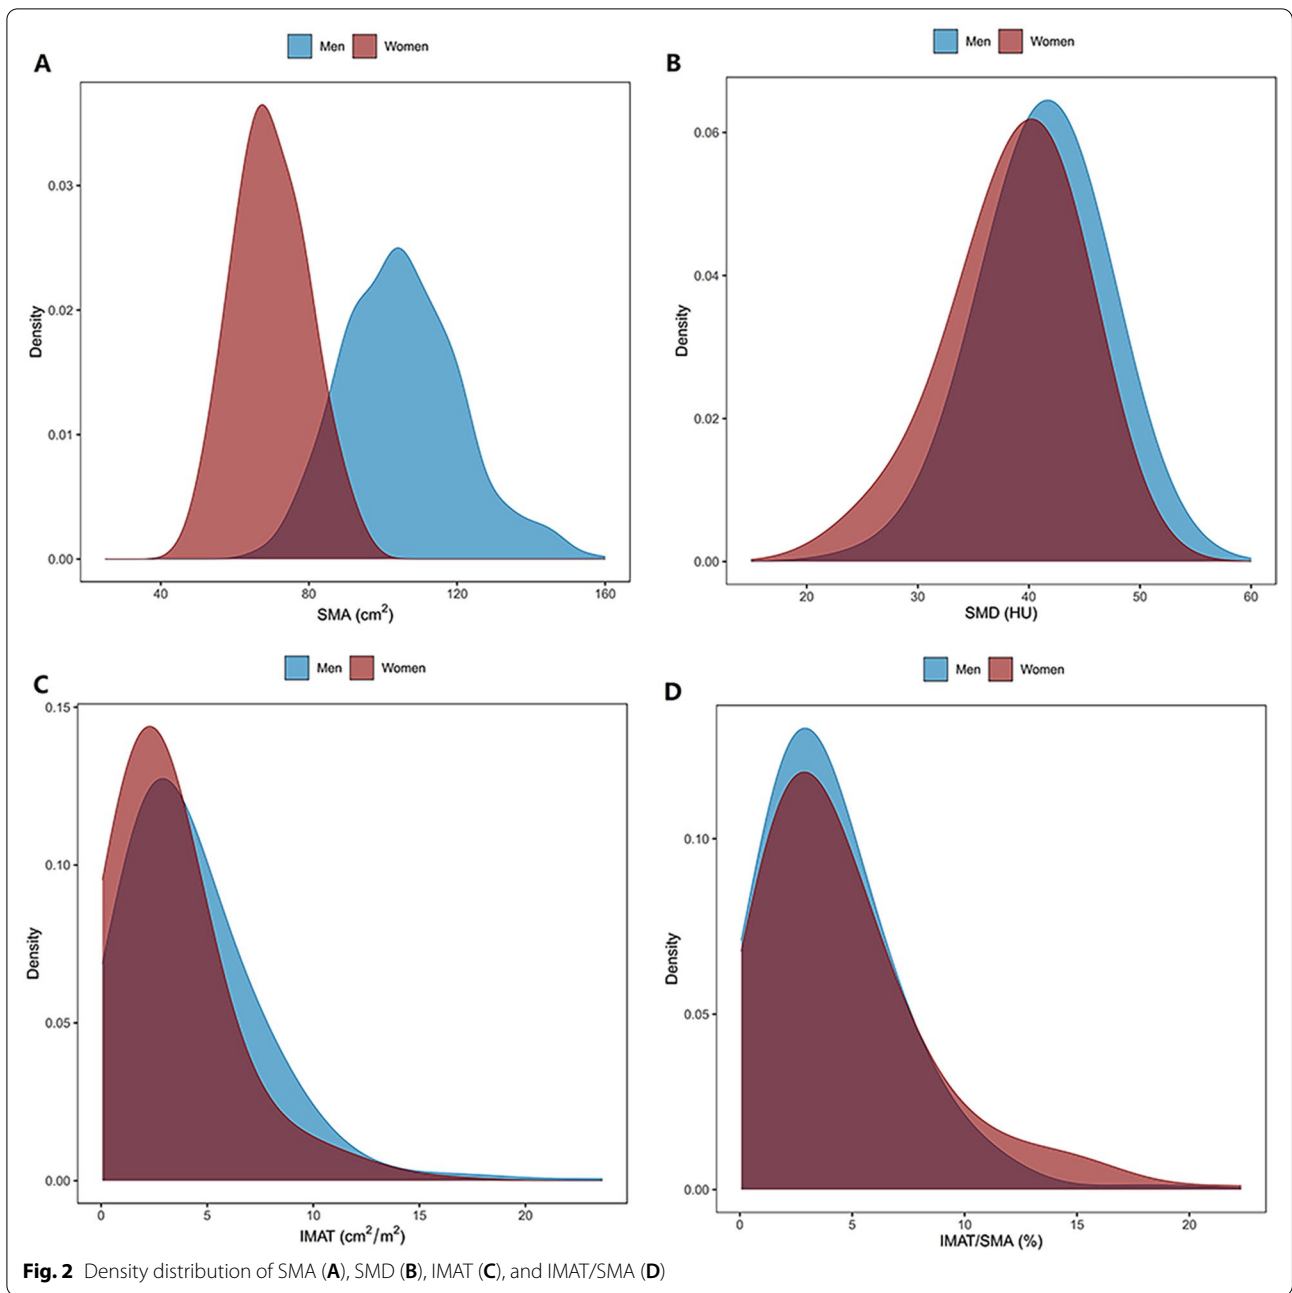 A
Men Women
0.03
0.02
0.01
0.00
Density
40 80 120 160
SMA (cm²)
B
Men Women
0.06
0.04
0.02
0.00
Density
20 30 40 50 60
SMD (HU)
C
Men Women
0.15
0.10
0.05
0.00
Density
0 5 10 15 20
IMAT (cm²/m²)
D
Men Women
0.10
0.05
0.00
Density
0 5 10 15 20
IMAT/SMA (%)
Fig. 2 Density distribution of SMA (A), SMD (B), IMAT (C), and IMAT/SMA (D)